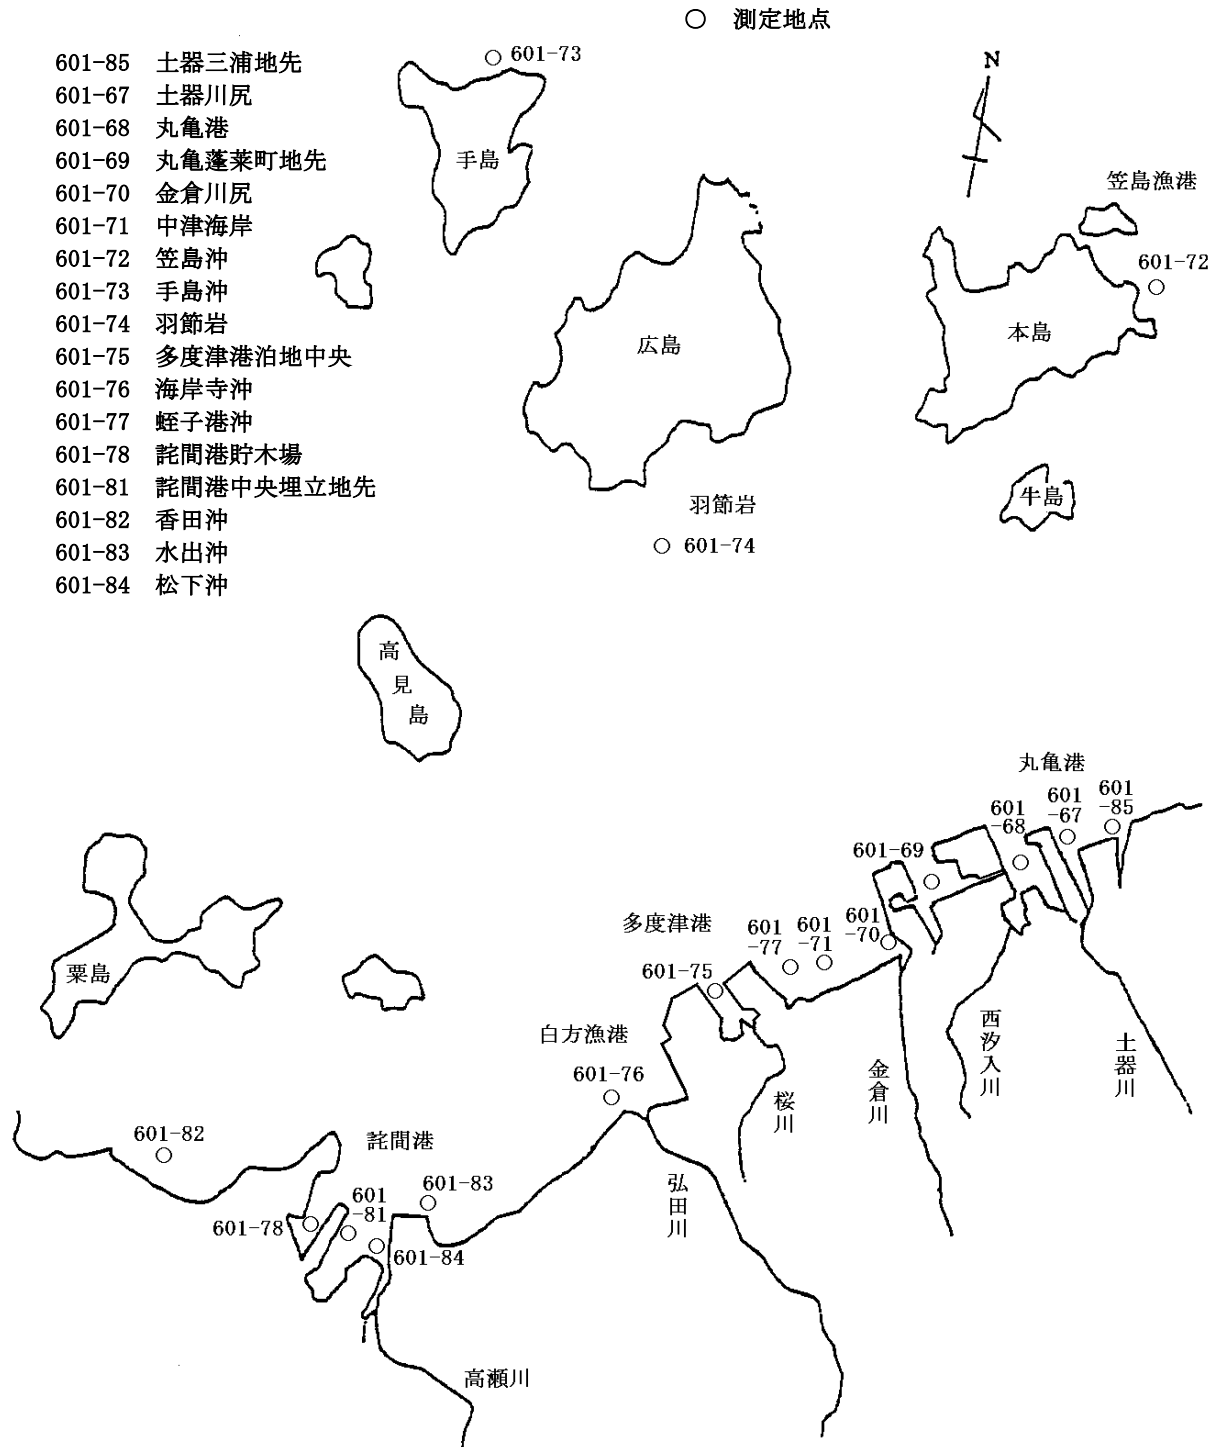 ○ 測定地点
601-85 土器三浦地先
601-67 土器川尻
601-68 丸亀港
601-69 丸亀蓬莱町地先
601-70 金倉川尻
601-71 中津海岸
601-72 笠島沖
601-73 手島沖
601-74 羽節岩
601-75 多度津港泊地中央
601-76 海岸寺沖
601-77 蛭子港沖
601-78 詫間港貯木場
601-81 詫間港中央埋立地先
601-82 香田沖
601-83 水出沖
601-84 松下沖
601-73
手島
N
笠島漁港
601-72
広島
本島
羽節岩
601-74
牛島
高見島
丸亀港
601-85
601-67
601-68
601-69
601-70
多度津港
601-77
601-71
601-75
粟島
白方漁港
601-76
桜川
金倉川
西汐入川
土器川
601-82
詫間港
弘田川
601-83
601-81
601-78
601-84
高瀬川